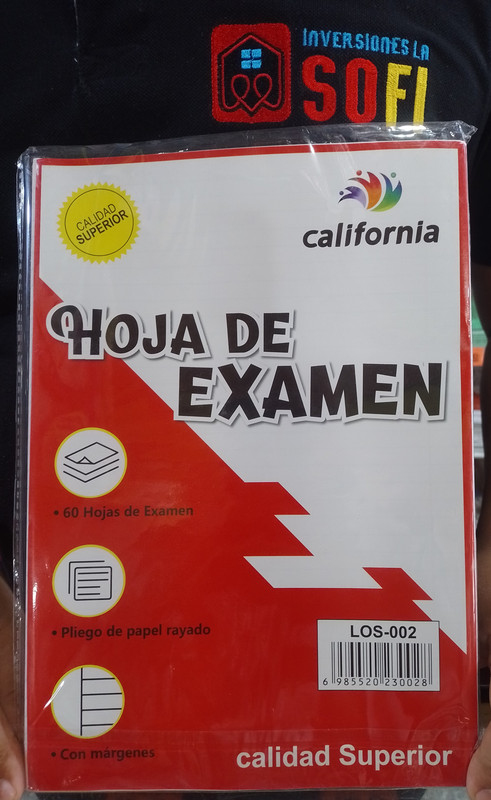 INVERSIONES LA
SOFI
CALIDAD
SUPERIOR
california
HOJA DE
EXAMEN
• 60 Hojas de Examen
• Pliego de papel rayado
LOS-002
6 985520 230028
• Con márgenes
calidad Superior